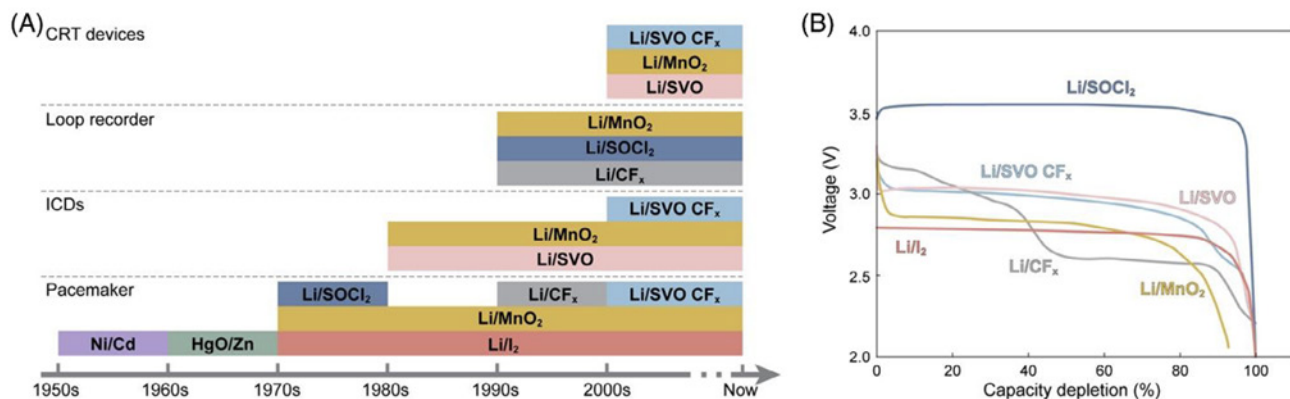 (A)
CRT devices
Li/SVO CFₓ
Li/MnO₂
Li/SVO
Loop recorder
Li/MnO₂
Li/SOCl₂
Li/CFₓ
ICDs
Li/SVO CFₓ
Li/MnO₂
Li/SVO
Pacemaker
Li/SOCl₂ Li/CFₓ Li/SVO CFₓ
Li/MnO₂
Ni/Cd HgO/Zn Li/I₂
1950s 1960s 1970s 1980s 1990s 2000s Now
(B)
4.0
3.5
3.0
2.5
2.0
Voltage (V)
Li/SOCl₂
Li/SVO CFₓ
Li/SVO
Li/I₂
Li/CFₓ
Li/MnO₂
0 20 40 60 80 100
Capacity depletion (%)